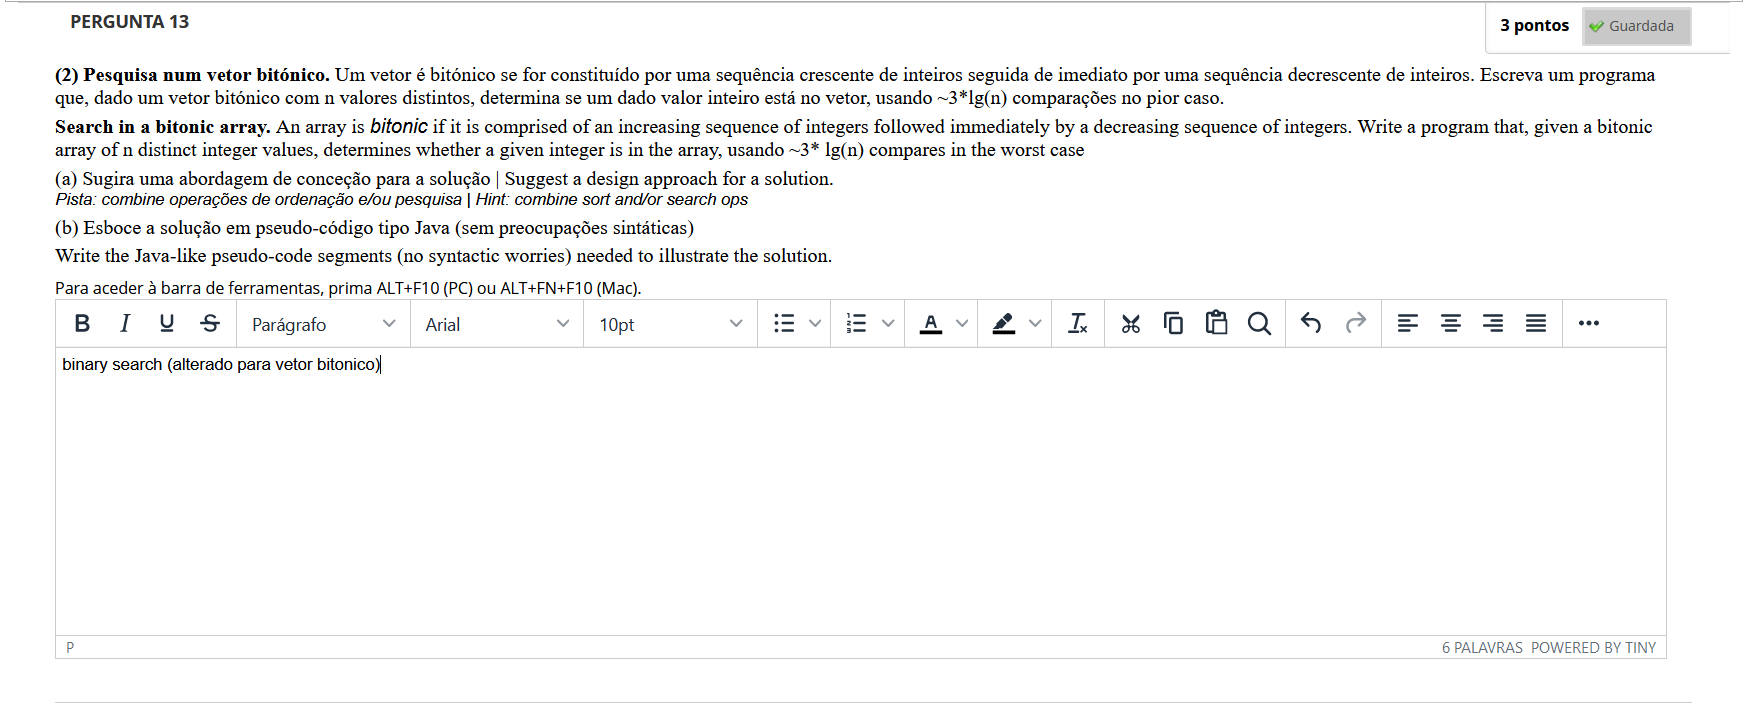 PERGUNTA 13
3 pontos
Guardada
(2) Pesquisa num vetor bitónico. Um vetor é bitónico se for constituído por uma sequência crescente de inteiros seguida de imediato por uma sequência decrescente de inteiros. Escreva um programa
que, dado um vetor bitónico com n valores distintos, determina se um dado valor inteiro está no vetor, usando ~3*lg(n) comparações no pior caso.
Search in a bitonic array. An array is bitonic if it is comprised of an increasing sequence of integers followed immediately by a decreasing sequence of integers. Write a program that, given a bitonic
array of n distinct integer values, determines whether a given integer is in the array, usando ~3* lg(n) compares in the worst case
(a) Sugira uma abordagem de conceção para a solução | Suggest a design approach for a solution.
Pista: combine operações de ordenação e/ou pesquisa | Hint: combine sort and/or search ops
(b) Esboce a solução em pseudo-código tipo Java (sem preocupações sintáticas)
Write the Java-like pseudo-code segments (no syntactic worries) needed to illustrate the solution.
Para aceder à barra de ferramentas, prima ALT+F10 (PC) ou ALT+FN+F10 (Mac).
B I U S Parágrafo Arial 10pt A
binary search (alterado para vetor bitonico)
P
6 PALAVRAS POWERED BY TINY